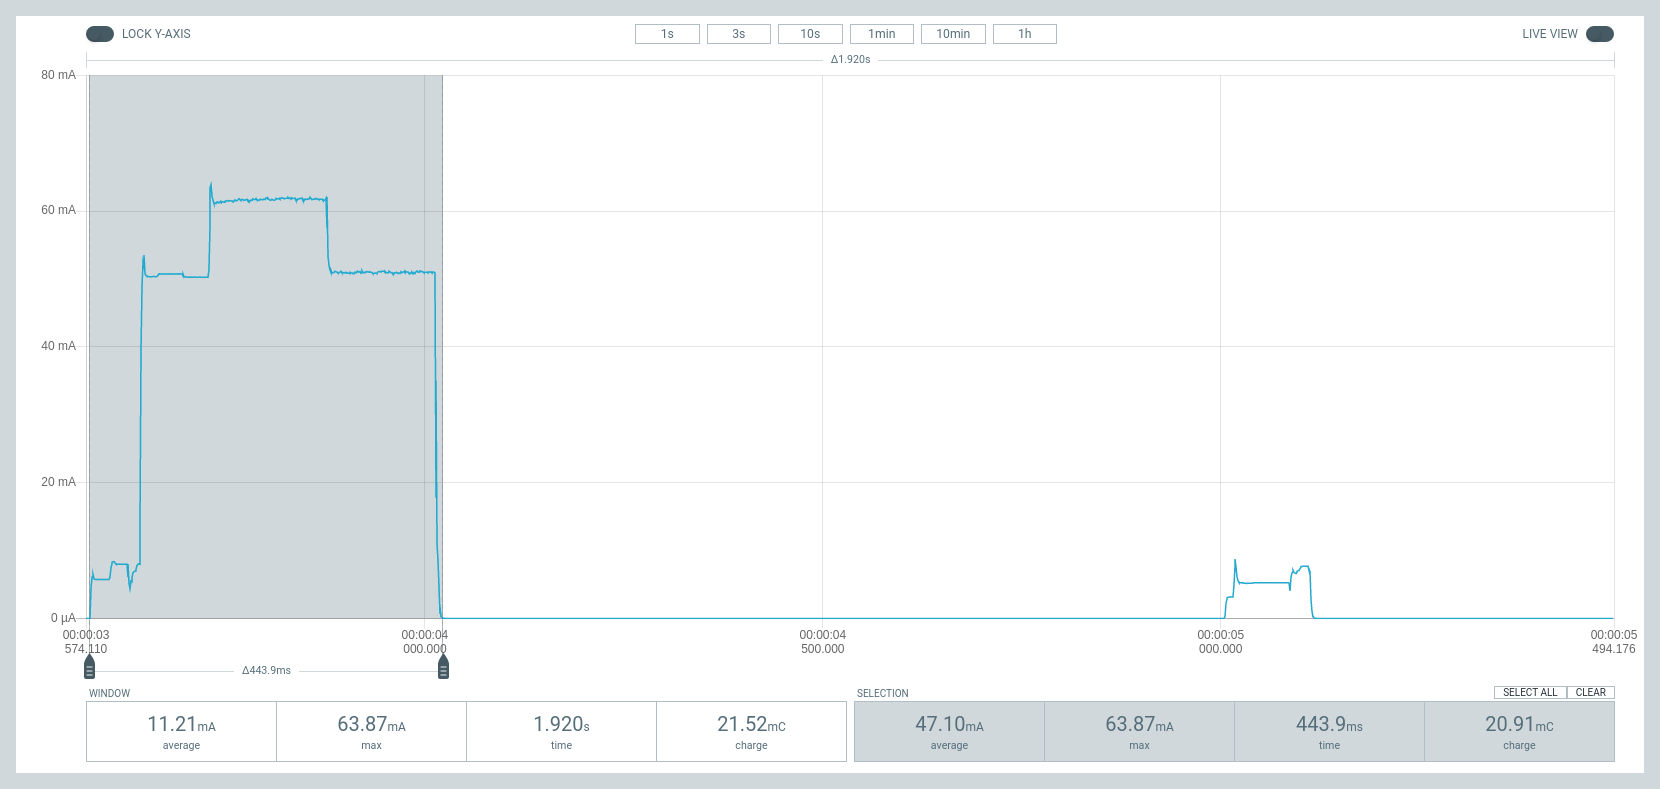 LOCK Y-AXIS 1s 3s 10s 1min 10min 1h LIVE VIEW
Δ1.920s
80 mA
60 mA
40 mA
20 mA
0 µA
00:00:03 00:00:04 00:00:04 00:00:05 00:00:05
574.110 000.000 500.000 000.000 494.176
Δ443.9ms
WINDOW SELECTION SELECT ALL CLEAR
11.21mA 63.87mA 1.920s 21.52mC 47.10mA 63.87mA 443.9ms 20.91mC
average max time charge average max time charge